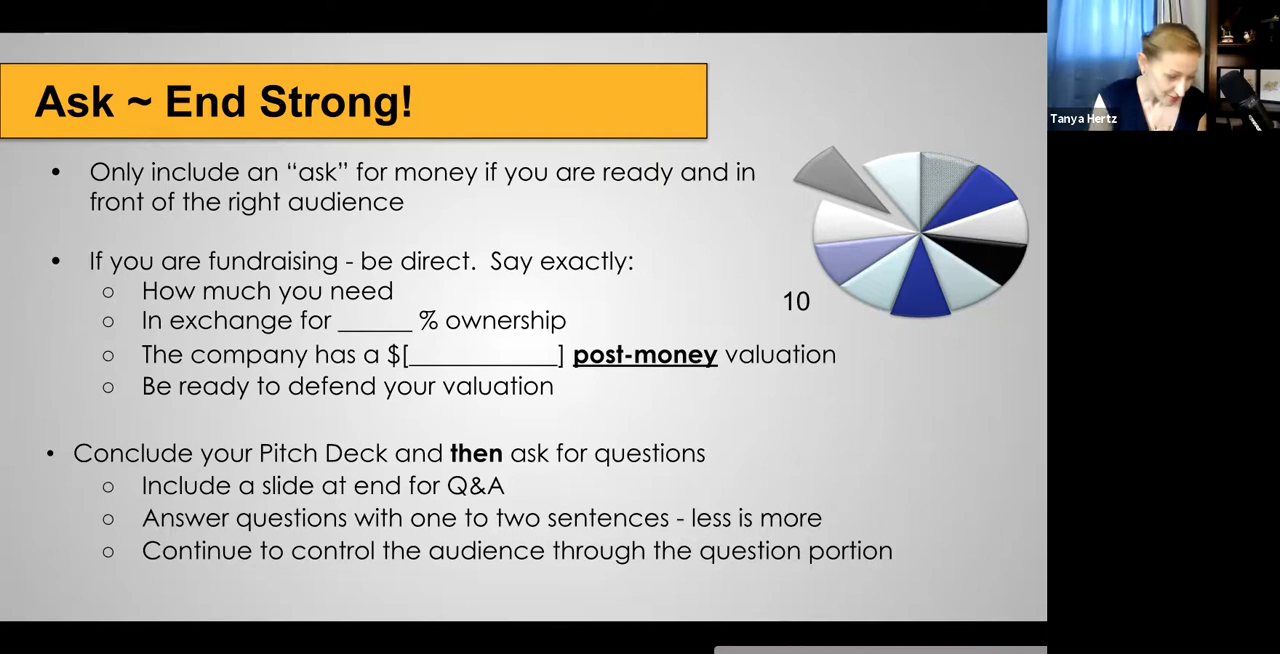 Ask ~ End Strong!
• Only include an “ask” for money if you are ready and in
front of the right audience
• If you are fundraising - be direct.  Say exactly:
○ How much you need
○ In exchange for ______ % ownership
○ The company has a $[____________] post-money valuation
○ Be ready to defend your valuation
• Conclude your Pitch Deck and then ask for questions
○ Include a slide at end for Q&A
○ Answer questions with one to two sentences - less is more
○ Continue to control the audience through the question portion
10
Tanya Hertz